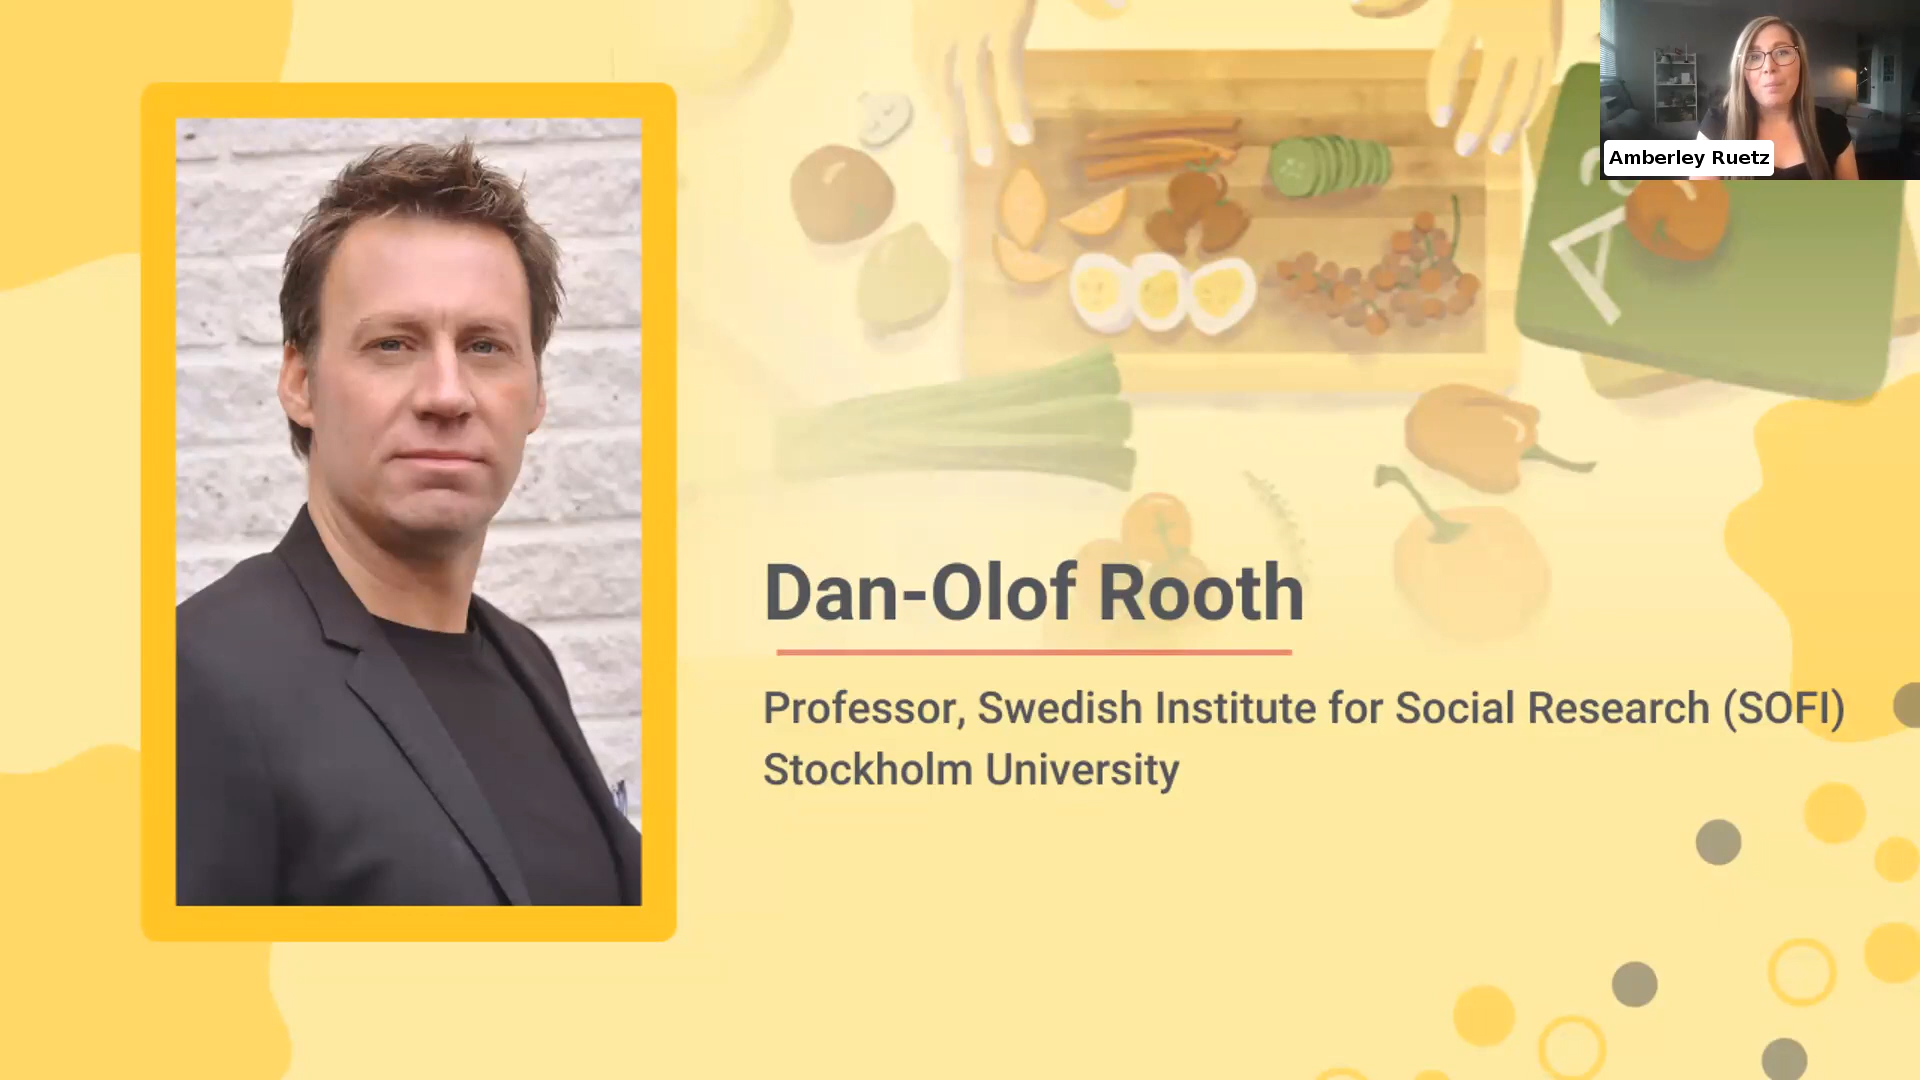 Amberley Ruetz
Dan-Olof Rooth
Professor, Swedish Institute for Social Research (SOFI)
Stockholm University